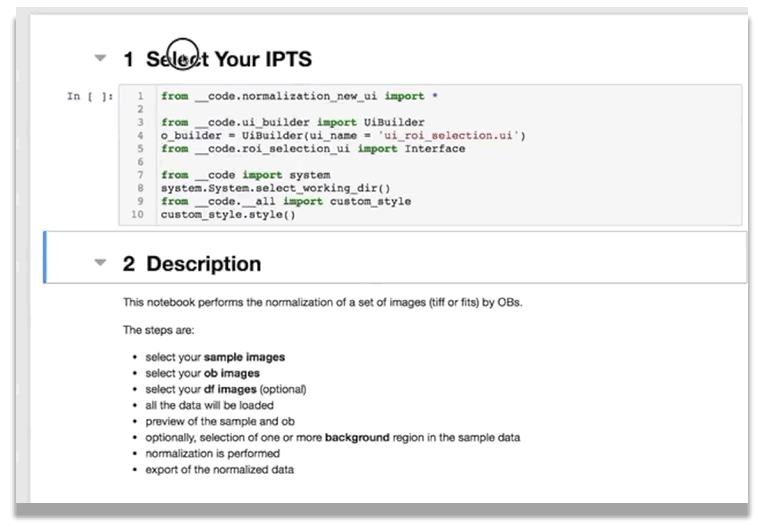 1 Select Your IPTS
In [ ]:
1 from __code.normalization_new_ui import *
2
3 from __code.ui_builder import UiBuilder
4 o_builder = UiBuilder(ui_name = 'ui_roi_selection.ui')
5 from __code.roi_selection_ui import Interface
6
7 from __code import system
8 system.System.select_working_dir()
9 from __code.__all import custom_style
10 custom_style.style()
2 Description
This notebook performs the normalization of a set of images (tiff or fits) by OBs.
The steps are:
• select your sample images
• select your ob images
• select your df images (optional)
• all the data will be loaded
• preview of the sample and ob
• optionally, selection of one or more background region in the sample data
• normalization is performed
• export of the normalized data